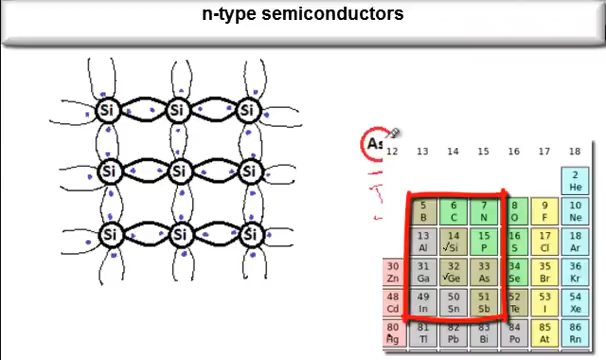 n-type semiconductors
Si Si Si
Si Si Si
Si Si Si
As
12 13 14 15 16 17 18
2
He
5 6 7 8 9 10
B C N O F Ne
13 14 15 16 17 18
Al ✓Si P S Cl Ar
30 31 32 33 34 35 36
Zn Ga ✓Ge As Se Br Kr
48 49 50 51 52 53 54
Cd In Sn Sb Te I Xe
80 81 82 83 84 85 86
Hg Tl Pb Bi Po At Rn